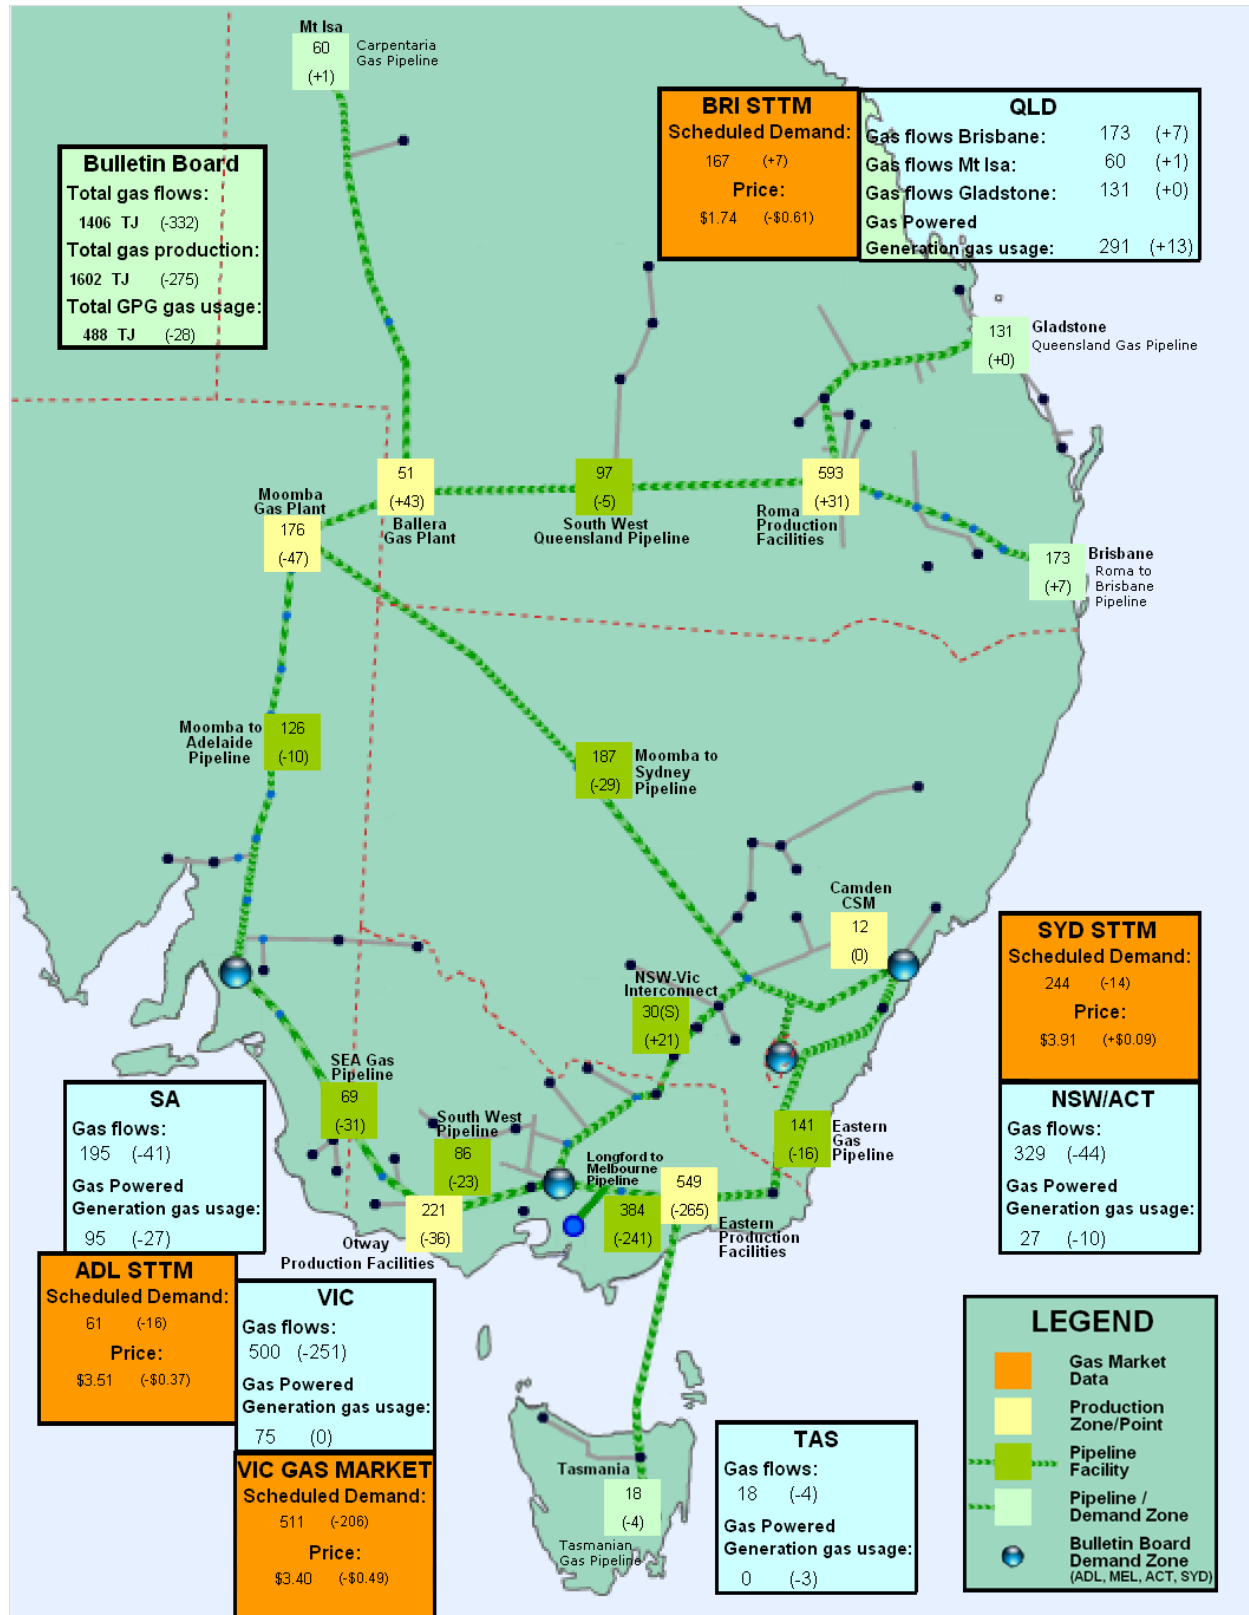 Mt Isa
60
(+1)
Carpentaria
Gas Pipeline
BRI STTM
Scheduled Demand:
167 (+7)
Price:
$1.74 (-$0.61)
QLD
Gas flows Brisbane: 173 (+7)
Gas flows Mt Isa: 60 (+1)
Gas flows Gladstone: 131 (+0)
Gas Powered
Generation gas usage: 291 (+13)
Bulletin Board
Total gas flows:
1406 TJ (-332)
Total gas production:
1602 TJ (-275)
Total GPG gas usage:
488 TJ (-28)
131
(+0)
Gladstone
Queensland Gas Pipeline
Moomba
Gas Plant
176
(-47)
51
(+43)
Ballera
Gas Plant
97
(-5)
South West
Queensland Pipeline
593
(+31)
Roma
Production
Facilities
173
(+7)
Brisbane
Roma to
Brisbane
Pipeline
Moomba to
Adelaide
Pipeline
126
(-10)
187
(-29)
Moomba to
Sydney
Pipeline
Camden
CSM
12
(0)
SYD STTM
Scheduled Demand:
244 (-14)
Price:
$3.91 (+$0.09)
NSW-Vic
Interconnect
30(S)
(+21)
SEA Gas
Pipeline
69
(-31)
South West
Pipeline
86
(-23)
Longford to
Melbourne
Pipeline
384
(-241)
549
(-265)
Eastern
Production
Facilities
141
(-16)
Eastern
Gas
Pipeline
NSW/ACT
Gas flows:
329 (-44)
Gas Powered
Generation gas usage:
27 (-10)
SA
Gas flows:
195 (-41)
Gas Powered
Generation gas usage:
95 (-27)
221
(-36)
Otway
Production Facilities
ADL STTM
Scheduled Demand:
61 (-16)
Price:
$3.51 (-$0.37)
VIC
Gas flows:
500 (-251)
Gas Powered
Generation gas usage:
75 (0)
VIC GAS MARKET
Scheduled Demand:
511 (-206)
Price:
$3.40 (-$0.49)
Tasmania
18
(-4)
Tasmanian
Gas Pipeline
TAS
Gas flows:
18 (-4)
Gas Powered
Generation gas usage:
0 (-3)
LEGEND
Gas Market
Data
Production
Zone/Point
Pipeline
Facility
Pipeline /
Demand Zone
Bulletin Board
Demand Zone
(ADL, MEL, ACT, SYD)